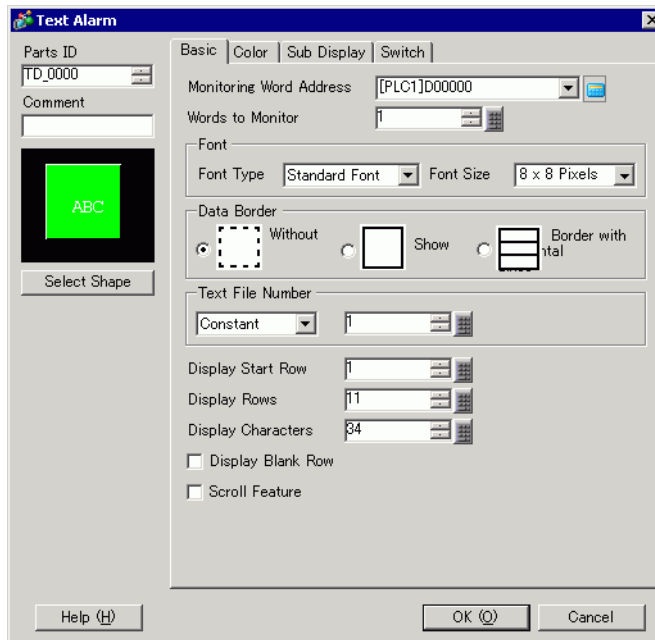 Text Alarm
Parts ID
TD_0000
Comment
ABC
Select Shape
Basic
Color
Sub Display
Switch
Monitoring Word Address
[PLC1]D00000
Words to Monitor
1
Font
Font Type
Standard Font
Font Size
8 x 8 Pixels
Data Border
Without
Show
Border with
ntal
Text File Number
Constant
1
Display Start Row
1
Display Rows
11
Display Characters
34
Display Blank Row
Scroll Feature
Help (H)
OK (O)
Cancel